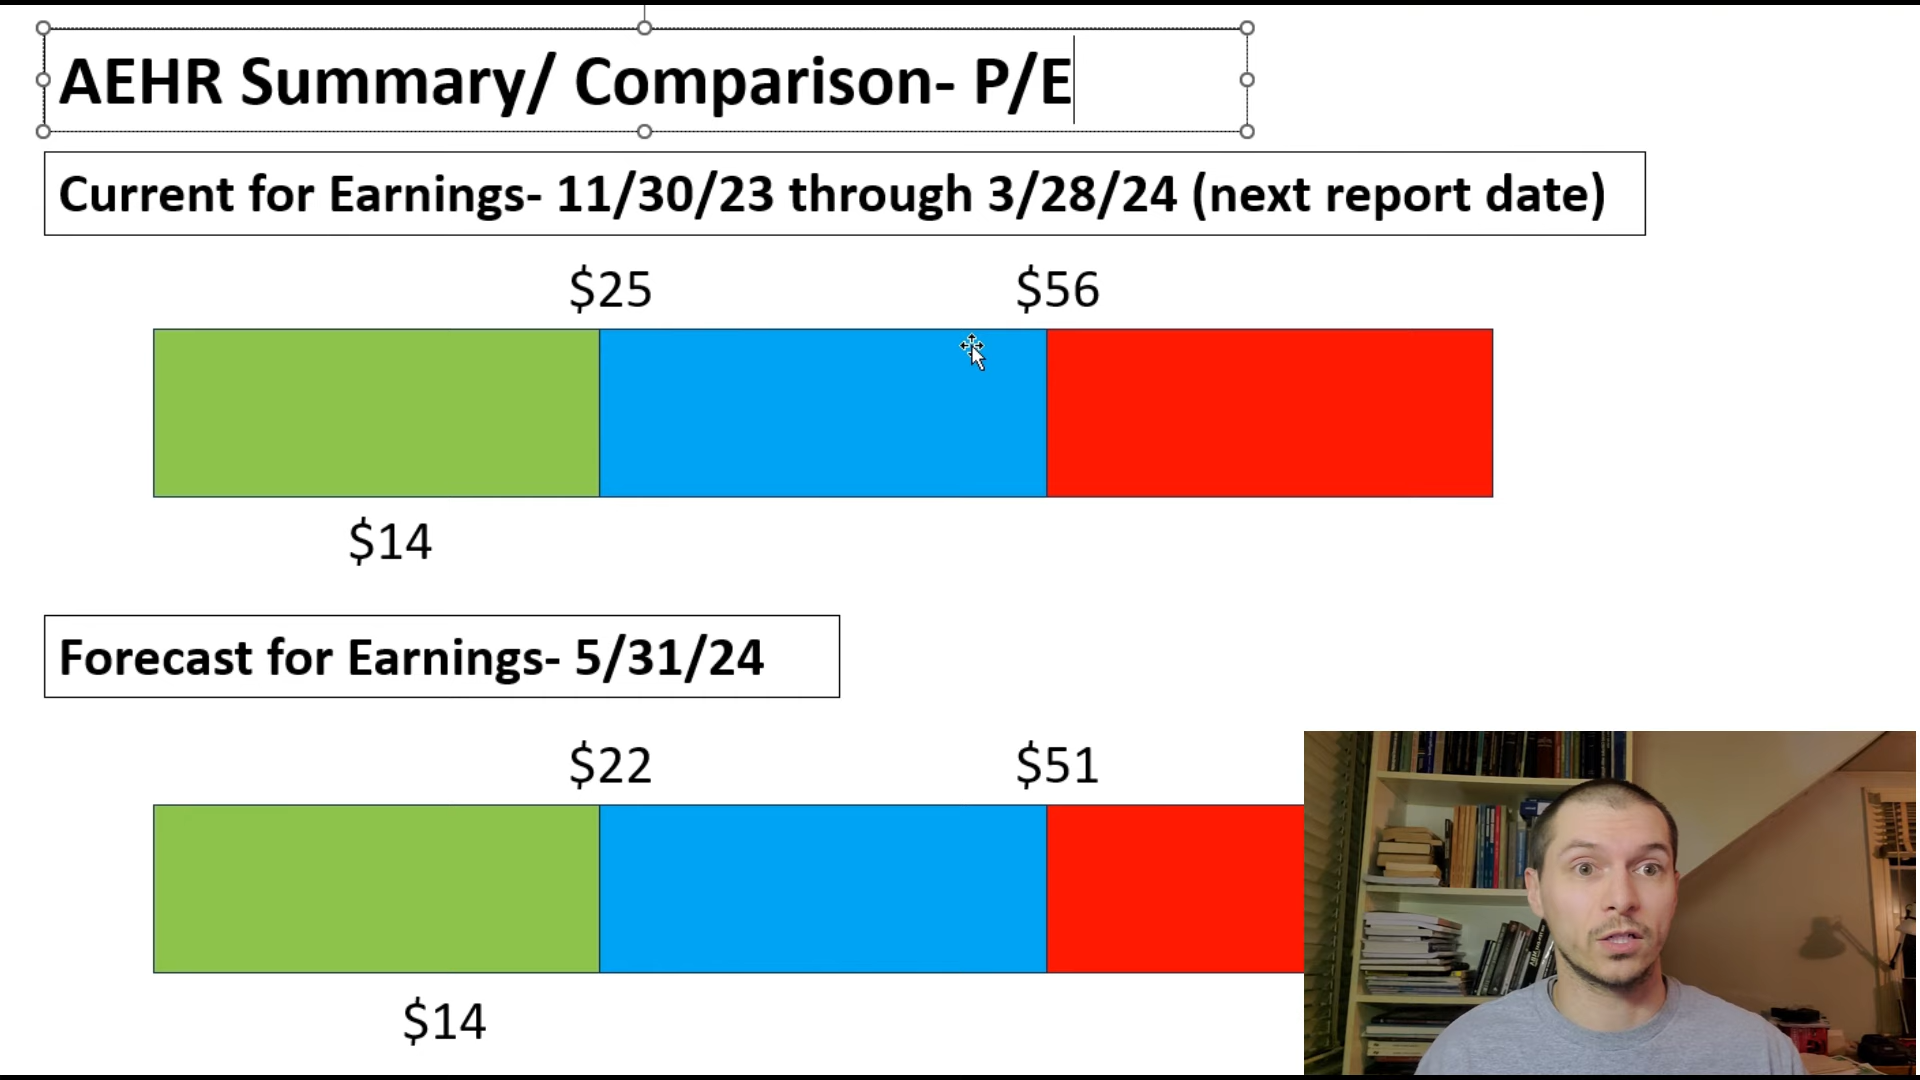 AEHR Summary/ Comparison- P/E
Current for Earnings- 11/30/23 through 3/28/24 (next report date)
$25 $56
$14
Forecast for Earnings- 5/31/24
$22 $51
$14